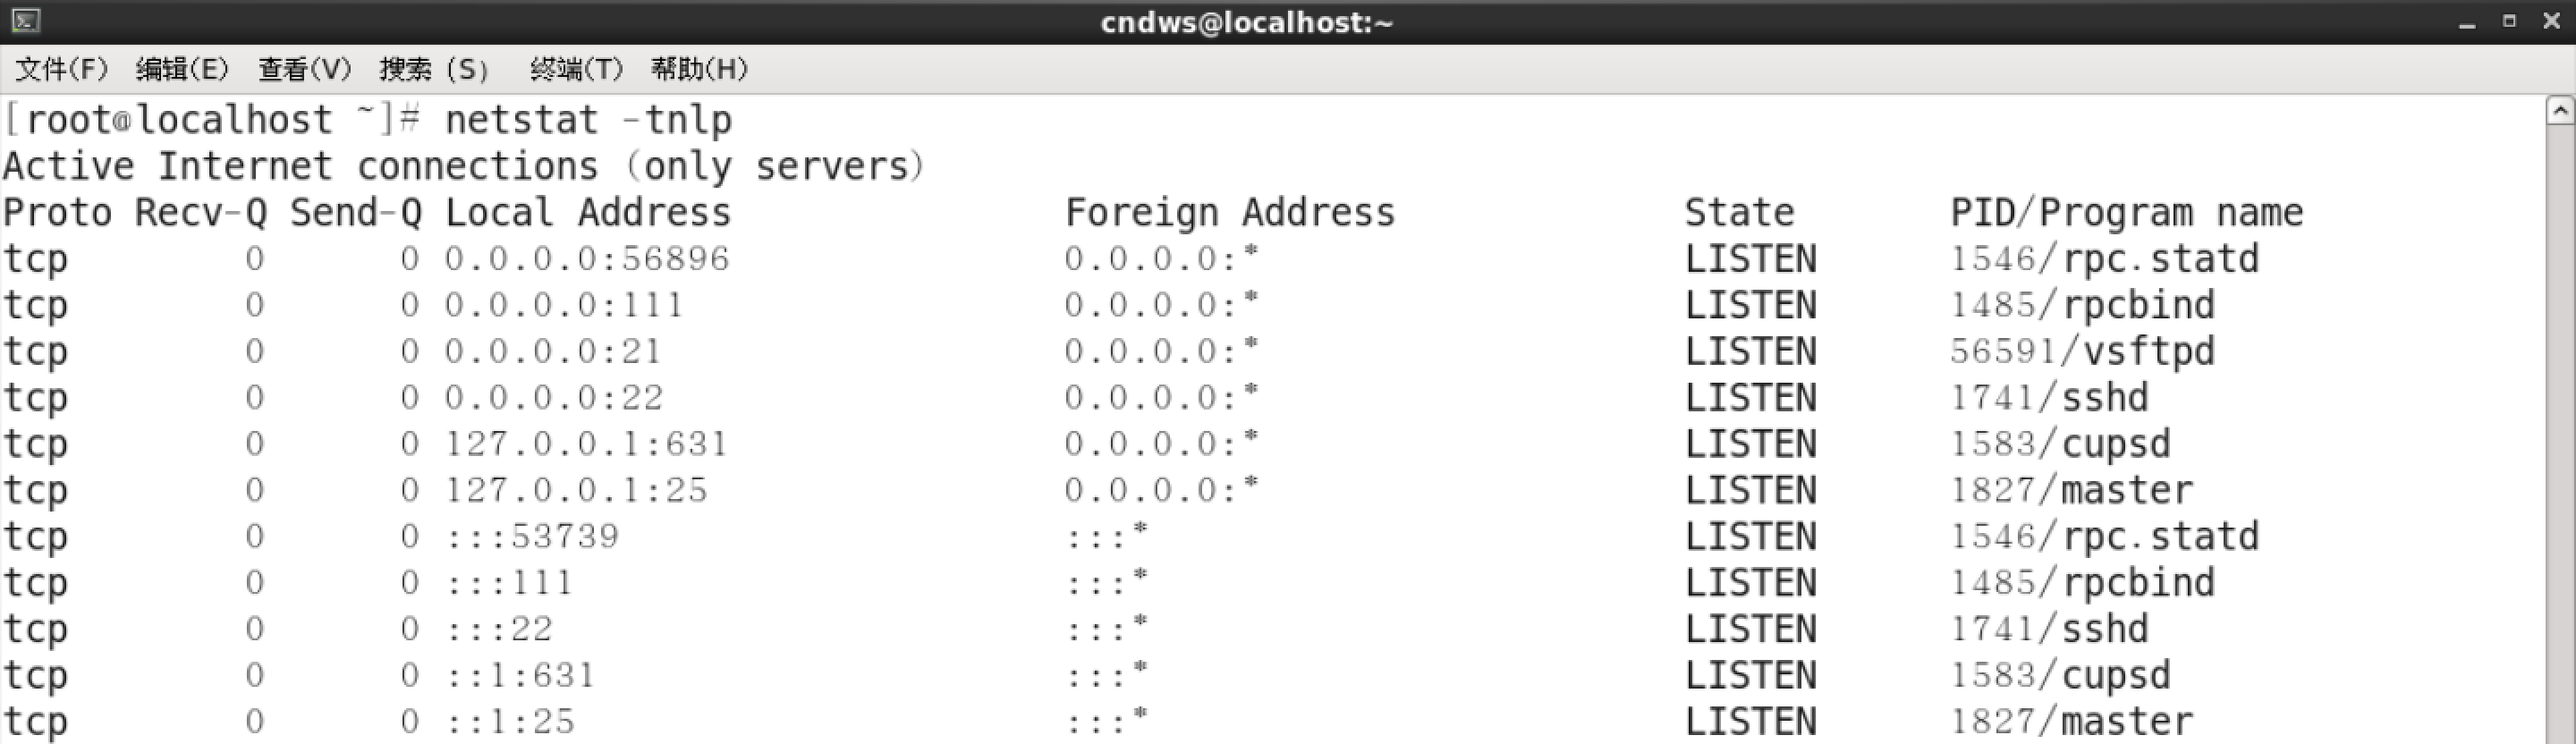 cndws@localhost:~
文件(F) 编辑(E) 查看(V) 搜索 (S) 终端(T) 帮助(H)
[root@localhost ~]# netstat -tnlp
Active Internet connections (only servers)
Proto Recv-Q Send-Q Local Address Foreign Address State PID/Program name
tcp 0 0 0.0.0.0:56896 0.0.0.0:* LISTEN 1546/rpc.statd
tcp 0 0 0.0.0.0:111 0.0.0.0:* LISTEN 1485/rpcbind
tcp 0 0 0.0.0.0:21 0.0.0.0:* LISTEN 56591/vsftpd
tcp 0 0 0.0.0.0:22 0.0.0.0:* LISTEN 1741/sshd
tcp 0 0 127.0.0.1:631 0.0.0.0:* LISTEN 1583/cupsd
tcp 0 0 127.0.0.1:25 0.0.0.0:* LISTEN 1827/master
tcp 0 0 :::53739 :::* LISTEN 1546/rpc.statd
tcp 0 0 :::111 :::* LISTEN 1485/rpcbind
tcp 0 0 :::22 :::* LISTEN 1741/sshd
tcp 0 0 ::1:631 :::* LISTEN 1583/cupsd
tcp 0 0 ::1:25 :::* LISTEN 1827/master